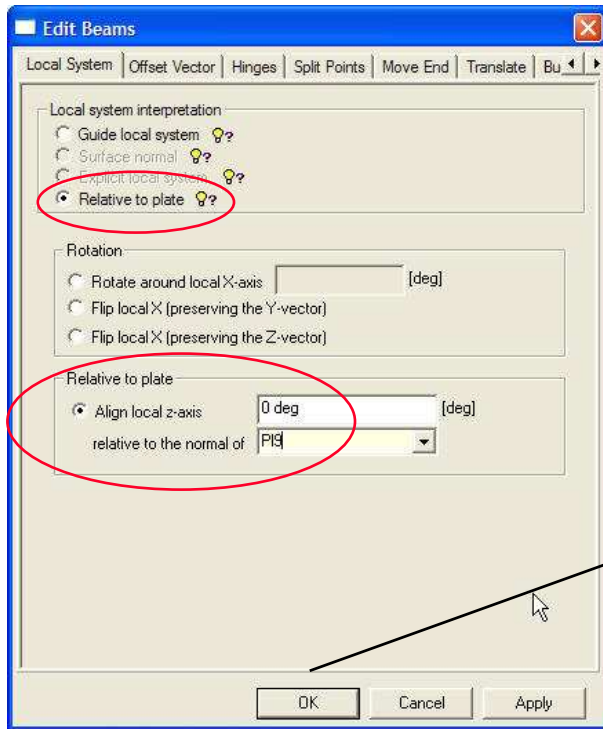 Edit Beams
Local System Offset Vector Hinges Split Points Move End Translate Bu
Local system interpretation
Guide local system ?
Surface normal ?
Explicit local system ?
Relative to plate ?
Rotation
Rotate around local X-axis [deg]
Flip local X (preserving the Y-vector)
Flip local X (preserving the Z-vector)
Relative to plate
Align local z-axis 0 deg [deg]
relative to the normal of Pl9
OK Cancel Apply